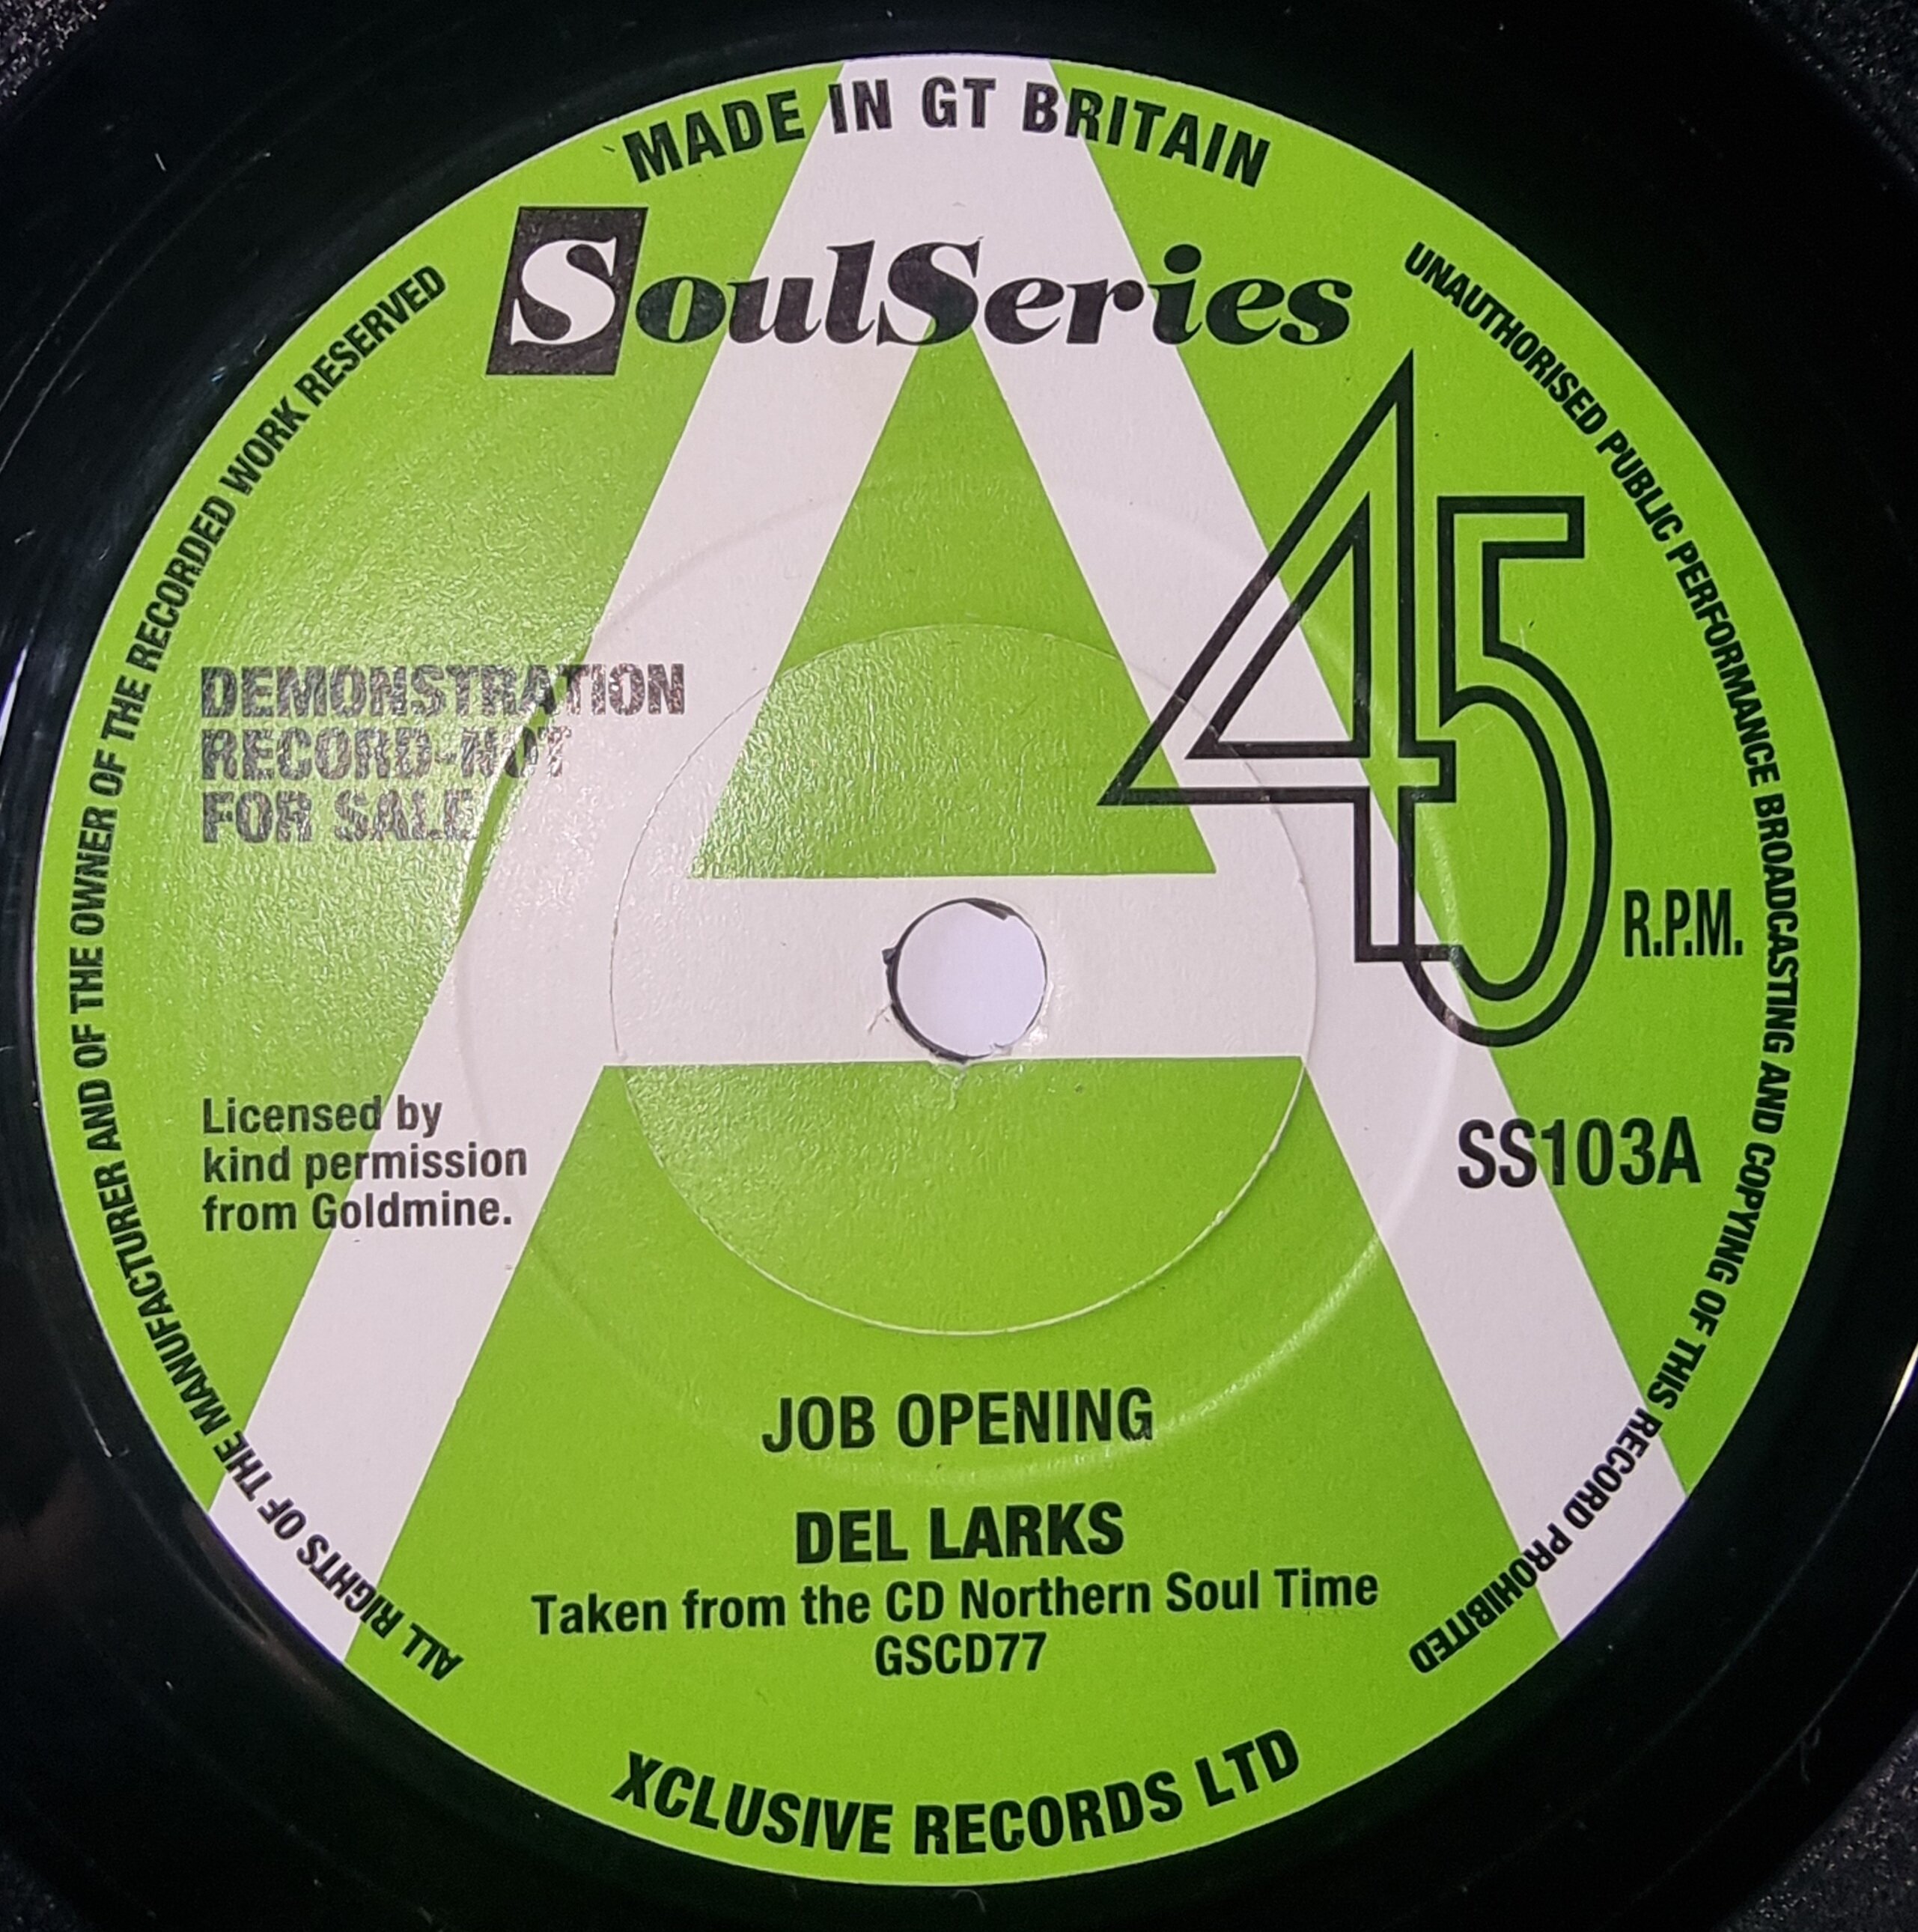 MADE IN GT BRITAIN
SoulSeries
UNAUTHORISED PUBLIC PERFORMANCE BROADCASTING AND COPYING OF THIS RECORD PROHIBITED
45
R.P.M.
DEMONSTRATION
RECORD-NOT
FOR SALE
SS103A
Licensed by
kind permission
from Goldmine.
JOB OPENING
DEL LARKS
Taken from the CD Northern Soul Time
GSCD77
ALL RIGHTS OF THE MANUFACTURER AND OF THE OWNER OF THE RECORDED WORK RESERVED
XCLUSIVE RECORDS LTD